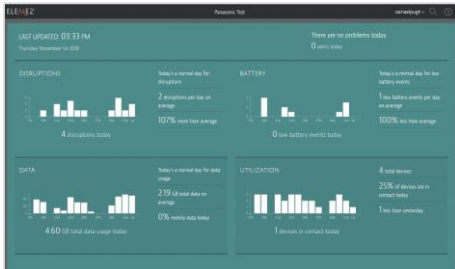 ELEMEZ
Panasonic Test
LAST UPDATED 03:33 PM
Thursday December 1st 2016
There are no problems today
0 alerts today
DISRUPTIONS
Today's a normal day for disruptions
2 disruptions per day on average
107% more than average
4 disruptions today
BATTERY
Today's a normal day for low battery events
1 low battery events per day on average
100% less than average
0 low battery events today
DATA
Today's a normal day for data usage
2.19 GB total data on average
0% mobile data today
4.60 GB total data usage today
UTILIZATION
4 total devices
25% of devices are in contact today
1 less than yesterday
1 devices in contact today